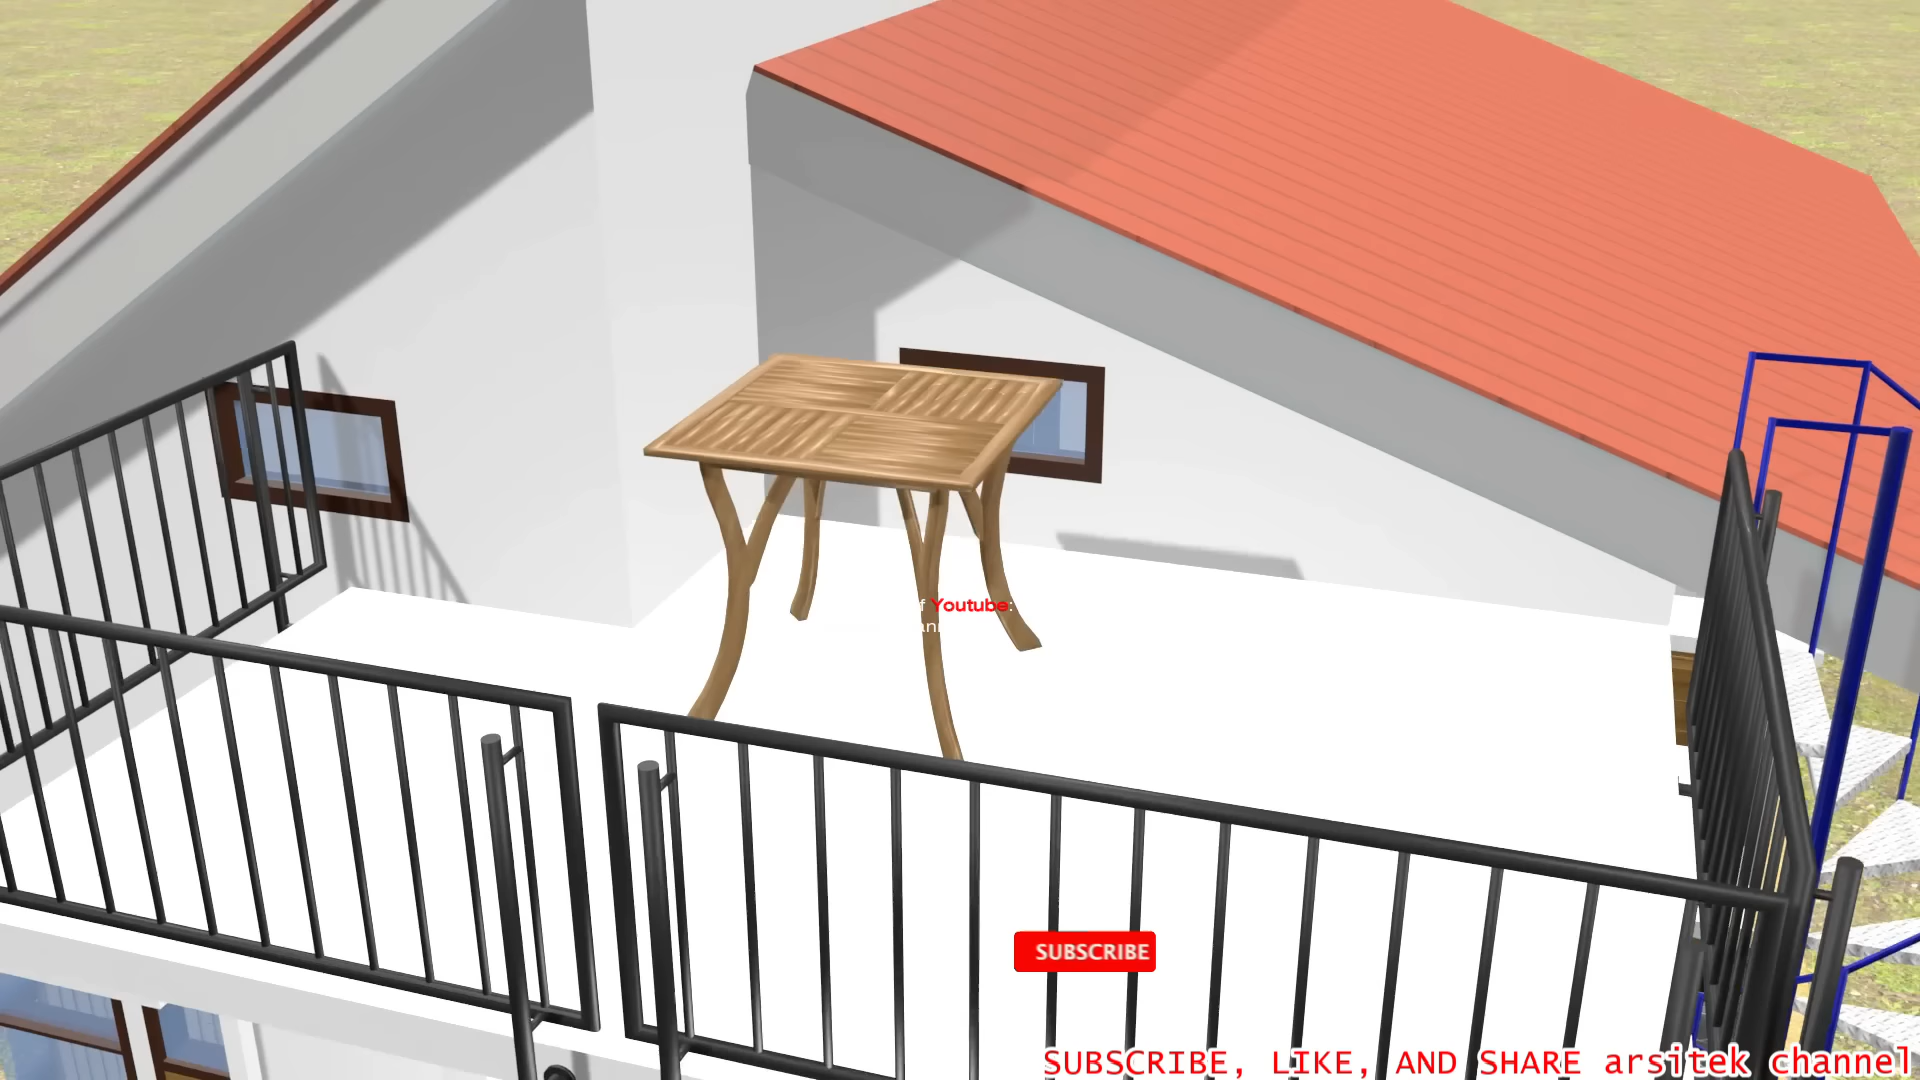 f Youtube:
SUBSCRIBE
SUBSCRIBE, LIKE, AND SHARE arsitek channel